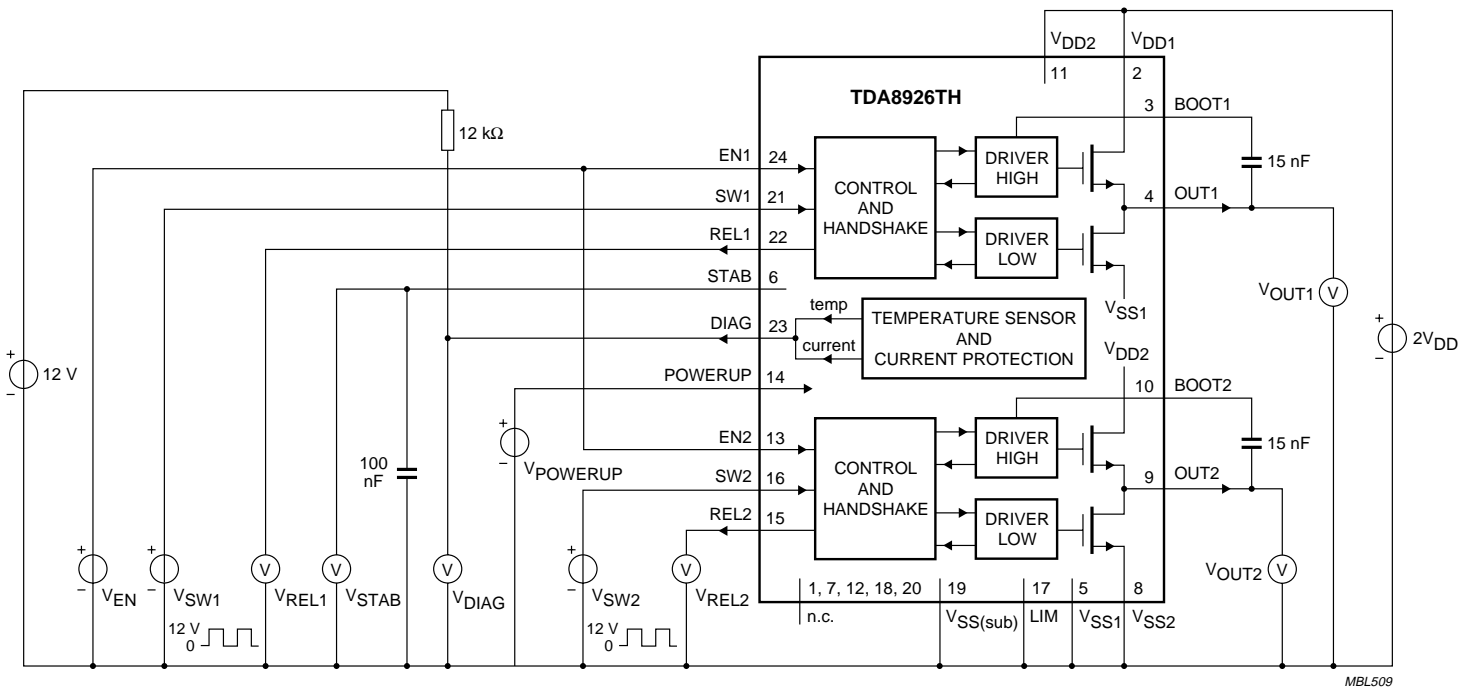 VDD2
VDD1
11
2
TDA8926TH
3
BOOT1
12 kΩ
15 nF
EN1
24
DRIVER
HIGH
CONTROL
AND
HANDSHAKE
SW1
21
4
OUT1
REL1
22
DRIVER
LOW
STAB
6
VOUT1
V
VSS1
temp
TEMPERATURE SENSOR
AND
CURRENT PROTECTION
DIAG
23
current
+
−
2VDD
VDD2
+
−
12 V
POWERUP
14
10
BOOT2
+
−
VPOWERUP
EN2
13
DRIVER
HIGH
15 nF
100
nF
CONTROL
AND
HANDSHAKE
SW2
16
9
OUT2
REL2
15
DRIVER
LOW
+
−
VEN
+
−
VSW1
V
VREL1
V
VSTAB
V
VDIAG
+
−
VSW2
V
VREL2
VOUT2
V
1, 7, 12, 18, 20
19
17
5
8
n.c.
VSS(sub)
LIM
VSS1
VSS2
12 V
0
12 V
0
MBL509